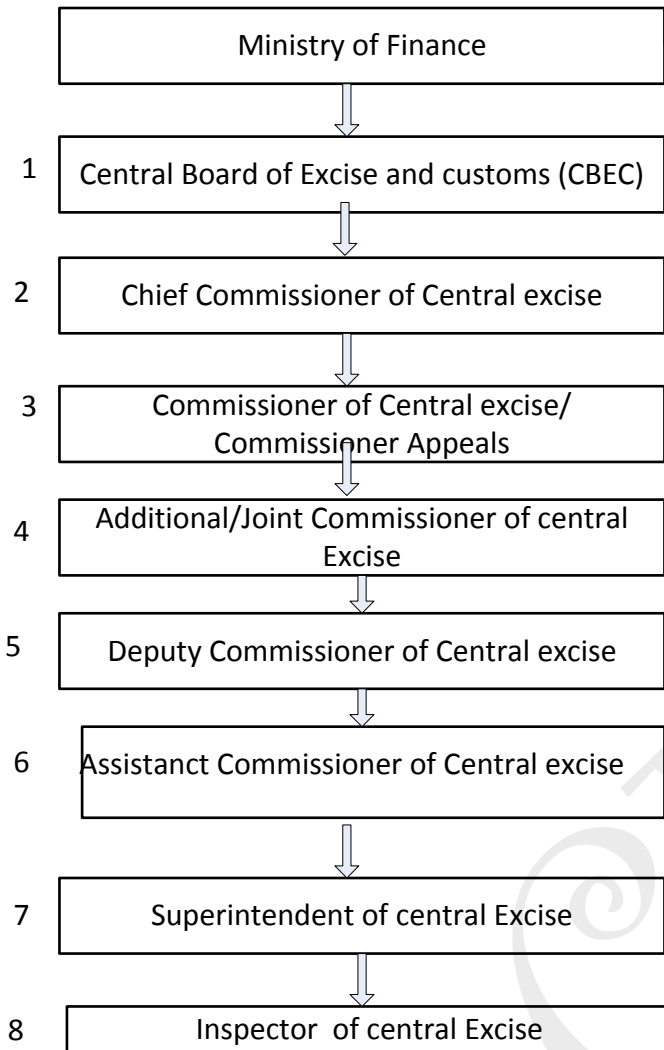 Ministry of Finance
1 Central Board of Excise and customs (CBEC)
2 Chief Commissioner of Central excise
3 Commissioner of Central excise/
Commissioner Appeals
4 Additional/Joint Commissioner of central
Excise
5 Deputy Commissioner of Central excise
6 Assistanct Commissioner of Central excise
7 Superintendent of central Excise
8 Inspector of central Excise